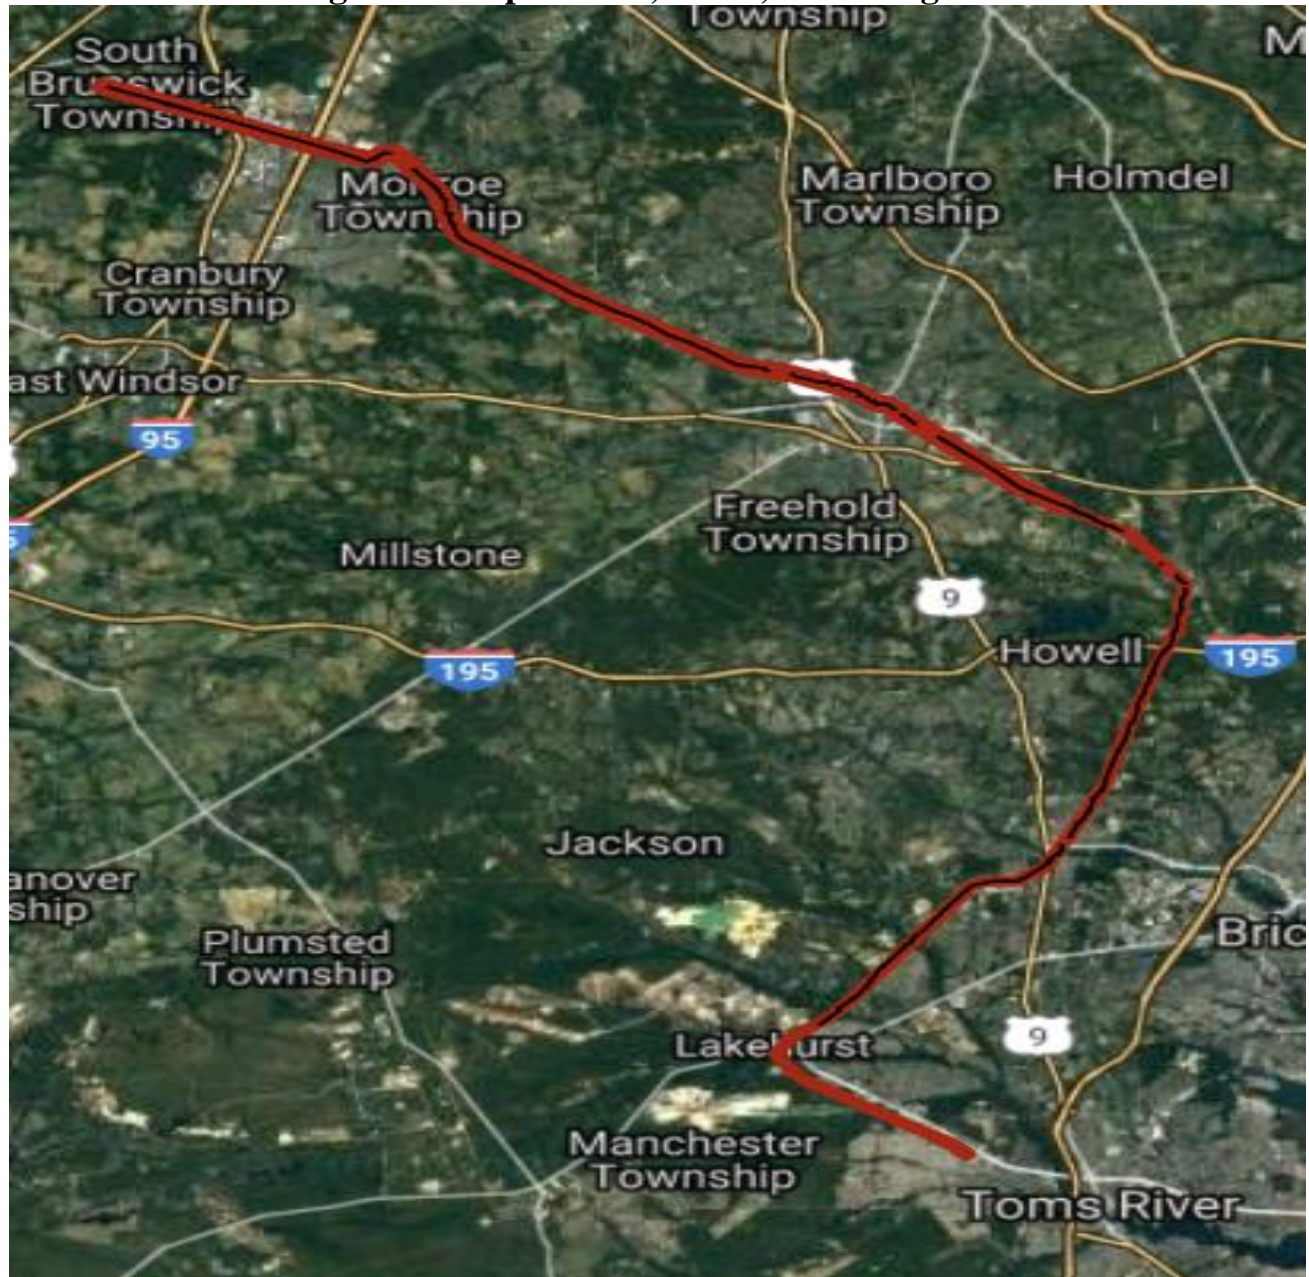 Township
South
Brunswick
Township
M
Monroe
Township
Marlboro
Township
Holmdel
Cranbury
Township
ast Windsor
95
Freehold
Township
Millstone
9
Howell
195
195
Jackson
anover
ship
Plumsted
Township
Bric
9
Lakehurst
Manchester
Township
Toms River